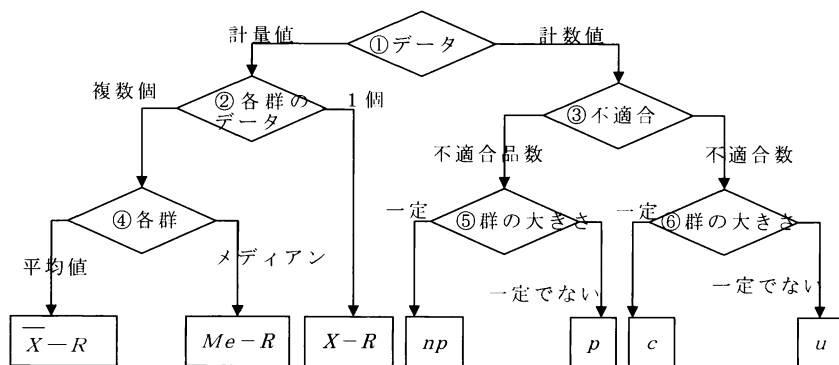 計量値
①データ
計数値
複数個
②各群の
データ
1個
③不適合
不適合品数
不適合数
④各群
一定
⑤群の大きさ
一定
⑥群の大きさ
平均値
メディアン
一定でない
一定でない
X̄－R
Me－R
X－R
np
p
c
u